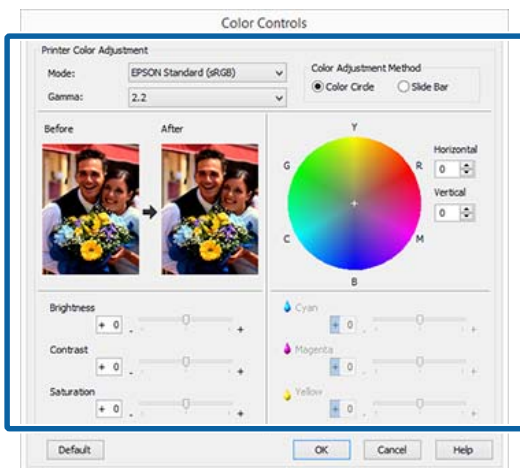 Color Controls
Printer Color Adjustment
Mode: EPSON Standard (sRGB)
Gamma: 2.2
Color Adjustment Method
Color Circle Slide Bar
Before After
Y
G R
C M
B
Horizontal
0
Vertical
0
Brightness
+ 0 - +
Contrast
+ 0 - +
Saturation
+ 0 - +
Cyan
+ 0 - +
Magenta
+ 0 - +
Yellow
+ 0 - +
Default OK Cancel Help